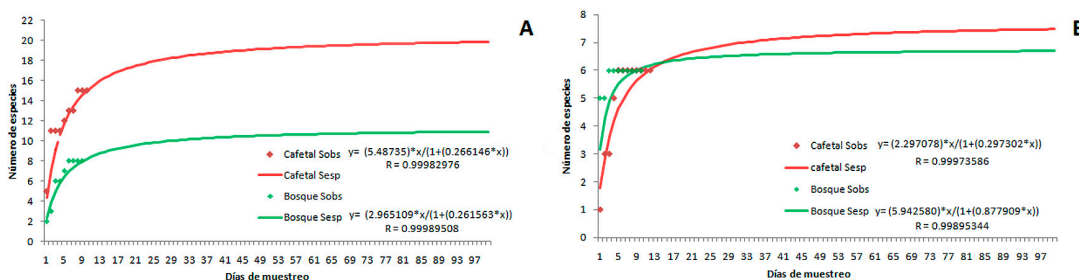 A
Número de especies
22
20
18
16
14
12
10
8
6
4
2
0
Cafetal Sobs y= (5.48735)*x/(1+(0.266146*x))
R = 0.99982976
Cafetal Sesp
Bosque Sobs
Bosque Sesp y= (2.965109*x/(1+(0.261563*x))
R = 0.99989508
1 5 9 13 17 21 25 29 33 37 41 45 49 53 57 61 65 69 73 77 81 85 89 93 97
Días de muestreo
Número de especies
8
7
6
5
4
3
2
1
0
Cafetal Sobs y= (2.297078)*x/(1+(0.297302*x))
R = 0.99973586
cafetal Sesp
Bosque Sobs
Bosque Sesp y= (5.942580)*x/(1+(0.877909*x))
R = 0.99895344
1 5 9 13 17 21 25 29 33 37 41 45 49 53 57 61 65 69 73 77 81 85 89 93 97
Días de muestreo